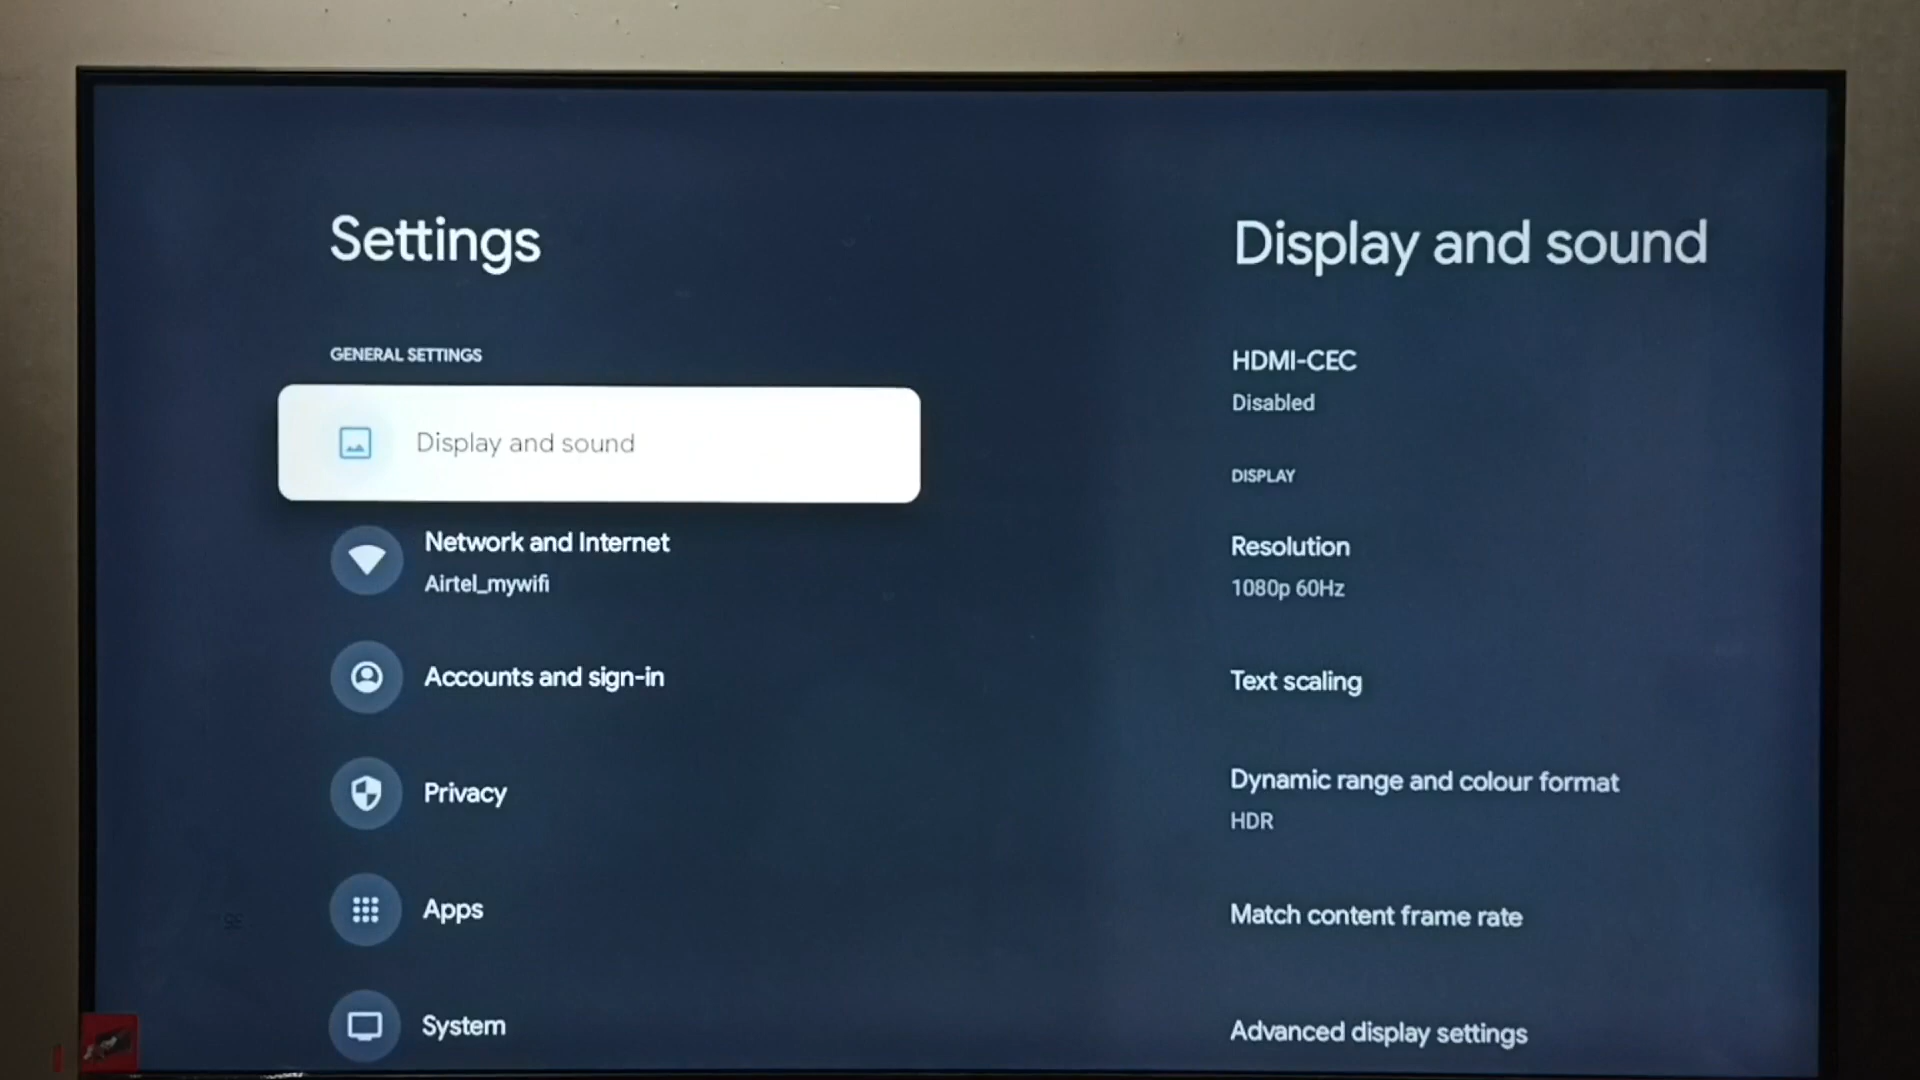 Settings
GENERAL SETTINGS
Display and sound
Network and Internet
Airtel_mywifi
Accounts and sign-in
Privacy
Apps
System
Display and sound
HDMI-CEC
Disabled
DISPLAY
Resolution
1080p 60Hz
Text scaling
Dynamic range and colour format
HDR
Match content frame rate
Advanced display settings